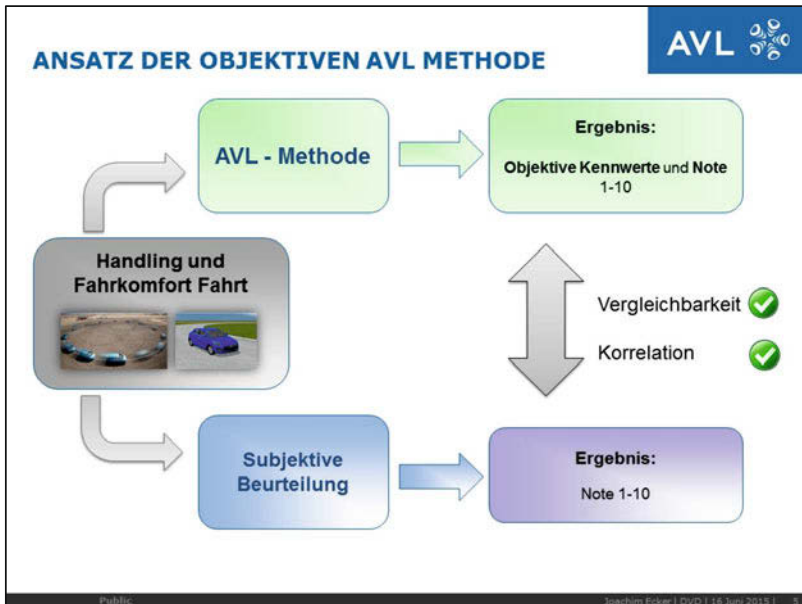 ANSATZ DER OBJEKTIVEN AVL METHODE
AVL
AVL - Methode
Ergebnis:
Objektive Kennwerte und Note
1-10
Handling und
Fahrkomfort Fahrt
Vergleichbarkeit
Korrelation
Subjektive
Beurteilung
Ergebnis:
Note 1-10
Public
Joachim Ecker | DVD | 16 Juni 2015 | 5